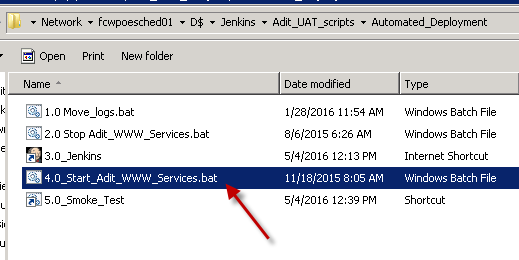 Network ▸ fcwpoesched01 ▸ D$ ▸ Jenkins ▸ Adit_UAT_scripts ▸ Automated_Deployment
Open Print New folder
Name Date modified Type
1.0 Move_logs.bat 1/28/2016 11:54 AM Windows Batch File
2.0 Stop Adit_WWW_Services.bat 8/6/2015 6:26 AM Windows Batch File
3.0_Jenkins 5/4/2016 12:13 PM Internet Shortcut
4.0_Start_Adit_WWW_Services.bat 11/18/2015 8:05 AM Windows Batch File
5.0_Smoke_Test 5/4/2016 12:39 PM Shortcut